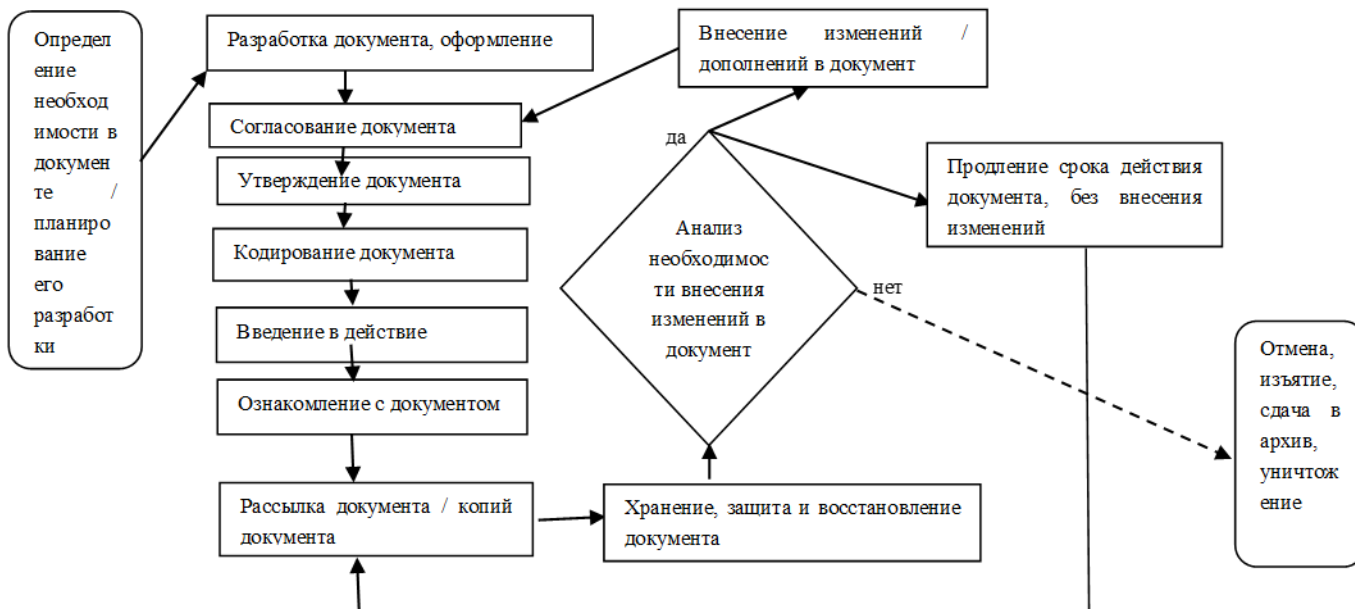 Определ
ение
необход
имости в
докумен
те /
планиро
вание
его
разработ
ки
Разработка документа, оформление
Согласование документа
Утверждение документа
Кодирование документа
Введение в действие
Ознакомление с документом
Рассылка документа / копий
документа
Хранение, защита и восстановление
документа
Анализ
необходимос
ти внесения
изменений в
документ
да
Внесение изменений /
дополнений в документ
Продление срока действия
документа, без внесения
изменений
нет
Отмена,
изъятие,
сдача в
архив,
уничтож
ение